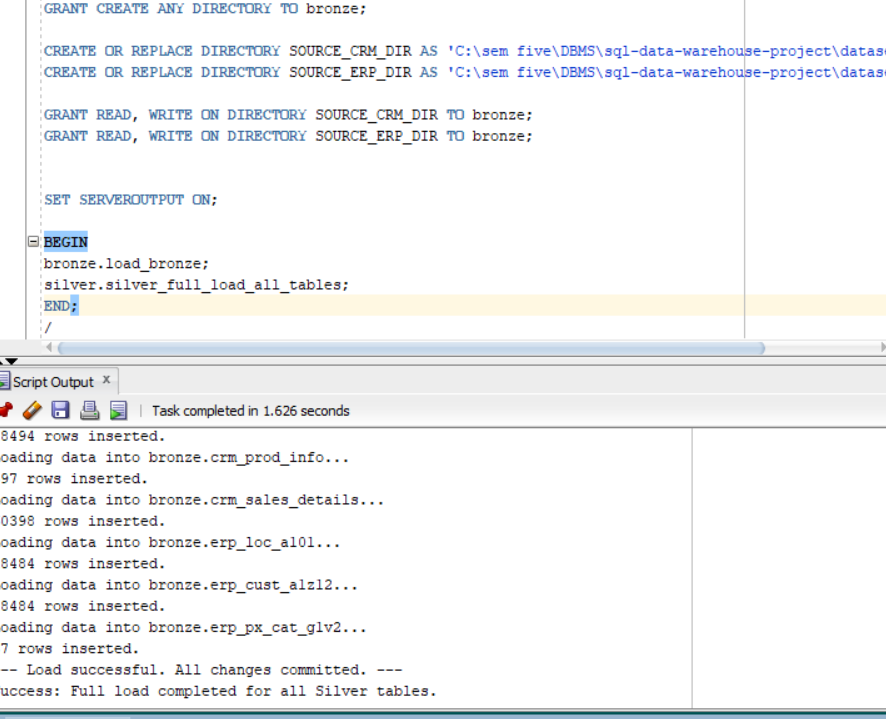 GRANT CREATE ANY DIRECTORY TO bronze;
CREATE OR REPLACE DIRECTORY SOURCE_CRM_DIR AS 'C:\sem five\DBMS\sql-data-warehouse-project\datase
CREATE OR REPLACE DIRECTORY SOURCE_ERP_DIR AS 'C:\sem five\DBMS\sql-data-warehouse-project\datase
GRANT READ, WRITE ON DIRECTORY SOURCE_CRM_DIR TO bronze;
GRANT READ, WRITE ON DIRECTORY SOURCE_ERP_DIR TO bronze;
SET SERVEROUTPUT ON;
BEGIN
bronze.load_bronze;
silver.silver_full_load_all_tables;
END;
/
Script Output x
| Task completed in 1.626 seconds
8494 rows inserted.
oading data into bronze.crm_prod_info...
97 rows inserted.
oading data into bronze.crm_sales_details...
0398 rows inserted.
oading data into bronze.erp_loc_a101...
8484 rows inserted.
oading data into bronze.erp_cust_a1z12...
8484 rows inserted.
oading data into bronze.erp_px_cat_g1v2...
7 rows inserted.
-- Load successful. All changes committed. ---
uccess: Full load completed for all Silver tables.